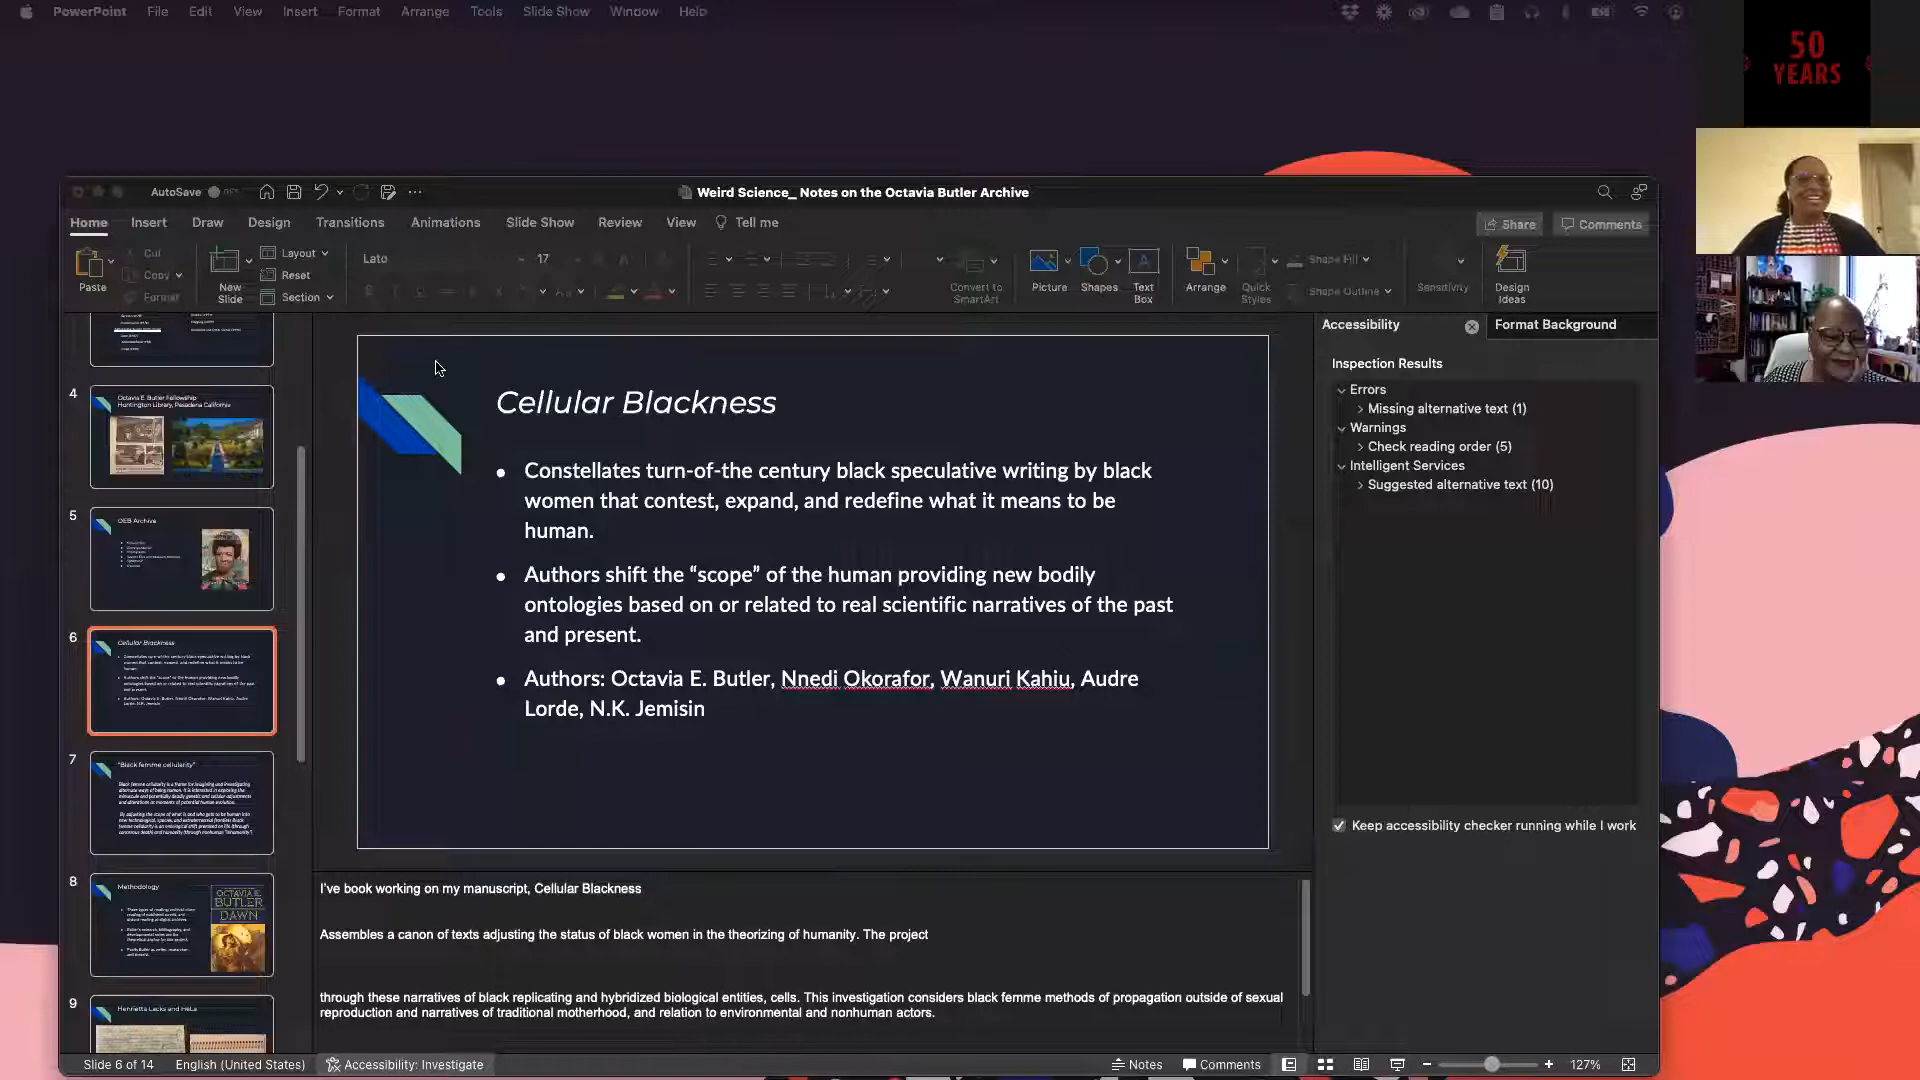 PowerPoint File Edit View Insert Format Arrange Tools Slide Show Window Help
50
YEARS
AutoSave OFF Weird Science_ Notes on the Octavia Butler Archive
Home Insert Draw Design Transitions Animations Slide Show Review View Tell me Share Comments
Paste Cut Copy Format
New Slide Layout Reset Section
Lato 17
Convert to SmartArt
Picture Shapes Text Box Arrange Quick Styles Shape Fill Shape Outline Sensitivity Design Ideas
4
Octavia E. Butler Fellowship
Huntington Library, Pasadena California
5
OEB Archive
6
Cellular Blackness
7
"Black femme cellularity"
8
Methodology
OCTAVIA E.
BUTLER
DAWN
9
Henrietta Lacks and HeLa
Cellular Blackness
• Constellates turn-of-the century black speculative writing by black
women that contest, expand, and redefine what it means to be
human.
• Authors shift the “scope” of the human providing new bodily
ontologies based on or related to real scientific narratives of the past
and present.
• Authors: Octavia E. Butler, Nnedi Okorafor, Wanuri Kahiu, Audre
Lorde, N.K. Jemisin
I've book working on my manuscript, Cellular Blackness
Assembles a canon of texts adjusting the status of black women in the theorizing of humanity. The project
through these narratives of black replicating and hybridized biological entities, cells. This investigation considers black femme methods of propagation outside of sexual
reproduction and narratives of traditional motherhood, and relation to environmental and nonhuman actors.
Accessibility Format Background
Inspection Results
Errors
Missing alternative text (1)
Warnings
Check reading order (5)
Intelligent Services
Suggested alternative text (10)
Keep accessibility checker running while I work
Slide 6 of 14 English (United States) Accessibility: Investigate Notes Comments 127%